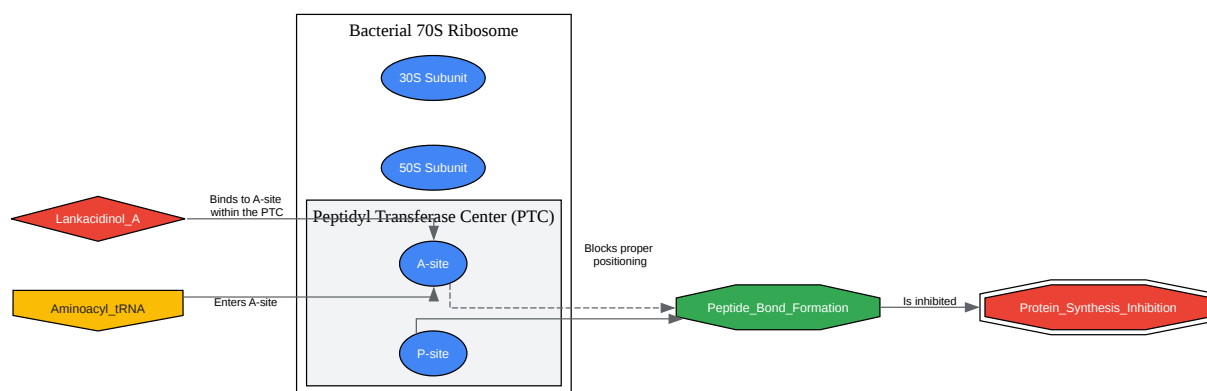 Bacterial 70S Ribosome
30S Subunit
50S Subunit
Peptidyl Transferase Center (PTC)
Lankacidinol_A
Binds to A-site
within the PTC
A-site
Aminoacyl_tRNA
Enters A-site
P-site
Blocks proper
positioning
Peptide_Bond_Formation
Is inhibited
Protein_Synthesis_Inhibition